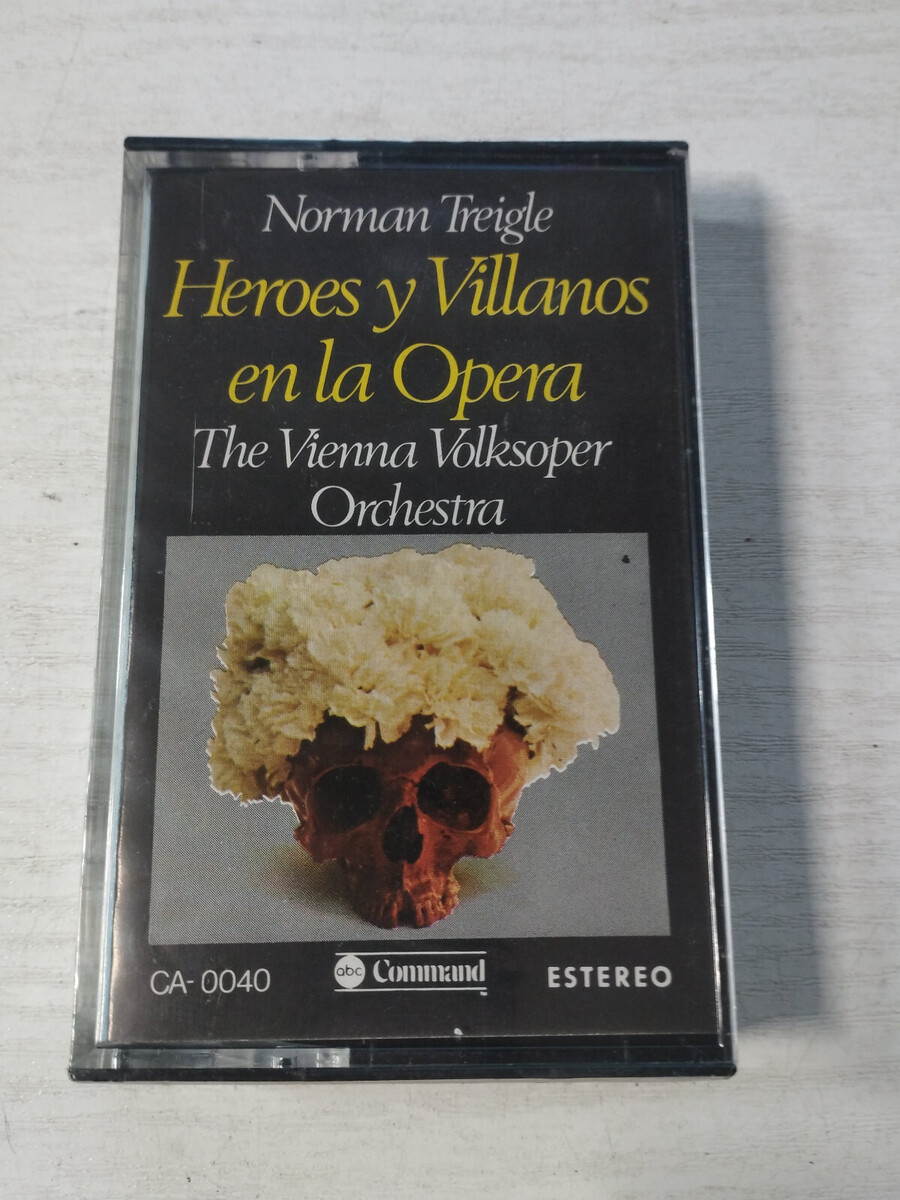 Norman Treigle
Heroes y Villanos
en la Opera
The Vienna Volksoper
Orchestra
CA-0040
abc Command
ESTEREO